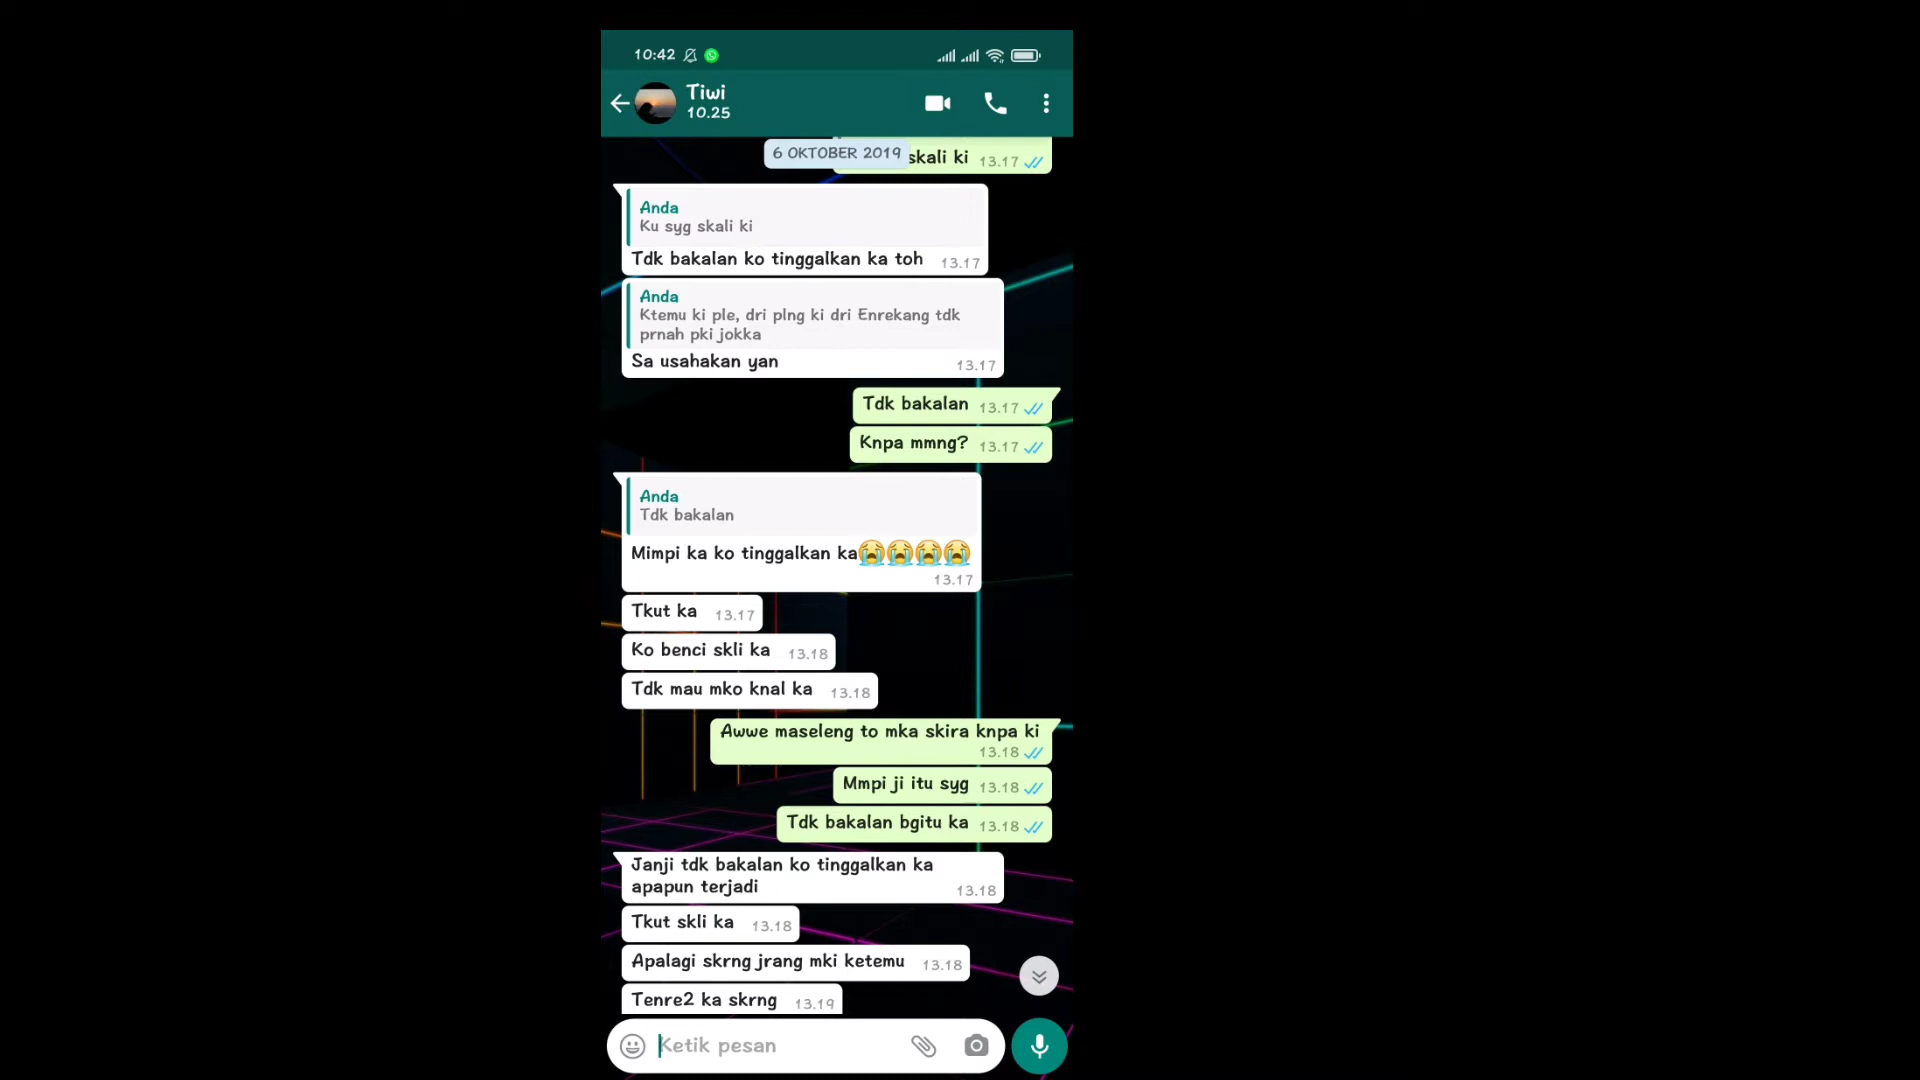 10:42
Tiwi
10.25
6 OKTOBER 2019
skali ki 13.17
Anda
Ku syg skali ki
Tdk bakalan ko tinggalkan ka toh 13.17
Anda
Ktemu ki ple, dri plng ki dri Enrekang tdk
prnah pki jokka
Sa usahakan yan 13.17
Tdk bakalan 13.17
Knpa mmng? 13.17
Anda
Tdk bakalan
Mimpi ka ko tinggalkan ka😭😭😭😭
13.17
Tkut ka 13.17
Ko benci skli ka 13.18
Tdk mau mko knal ka 13.18
Awwe maseleng to mka skira knpa ki
13.18
Mmpi ji itu syg 13.18
Tdk bakalan bgitu ka 13.18
Janji tdk bakalan ko tinggalkan ka
apapun terjadi 13.18
Tkut skli ka 13.18
Apalagi skrng jrang mki ketemu 13.18
Tenre2 ka skrng 13.19
Ketik pesan